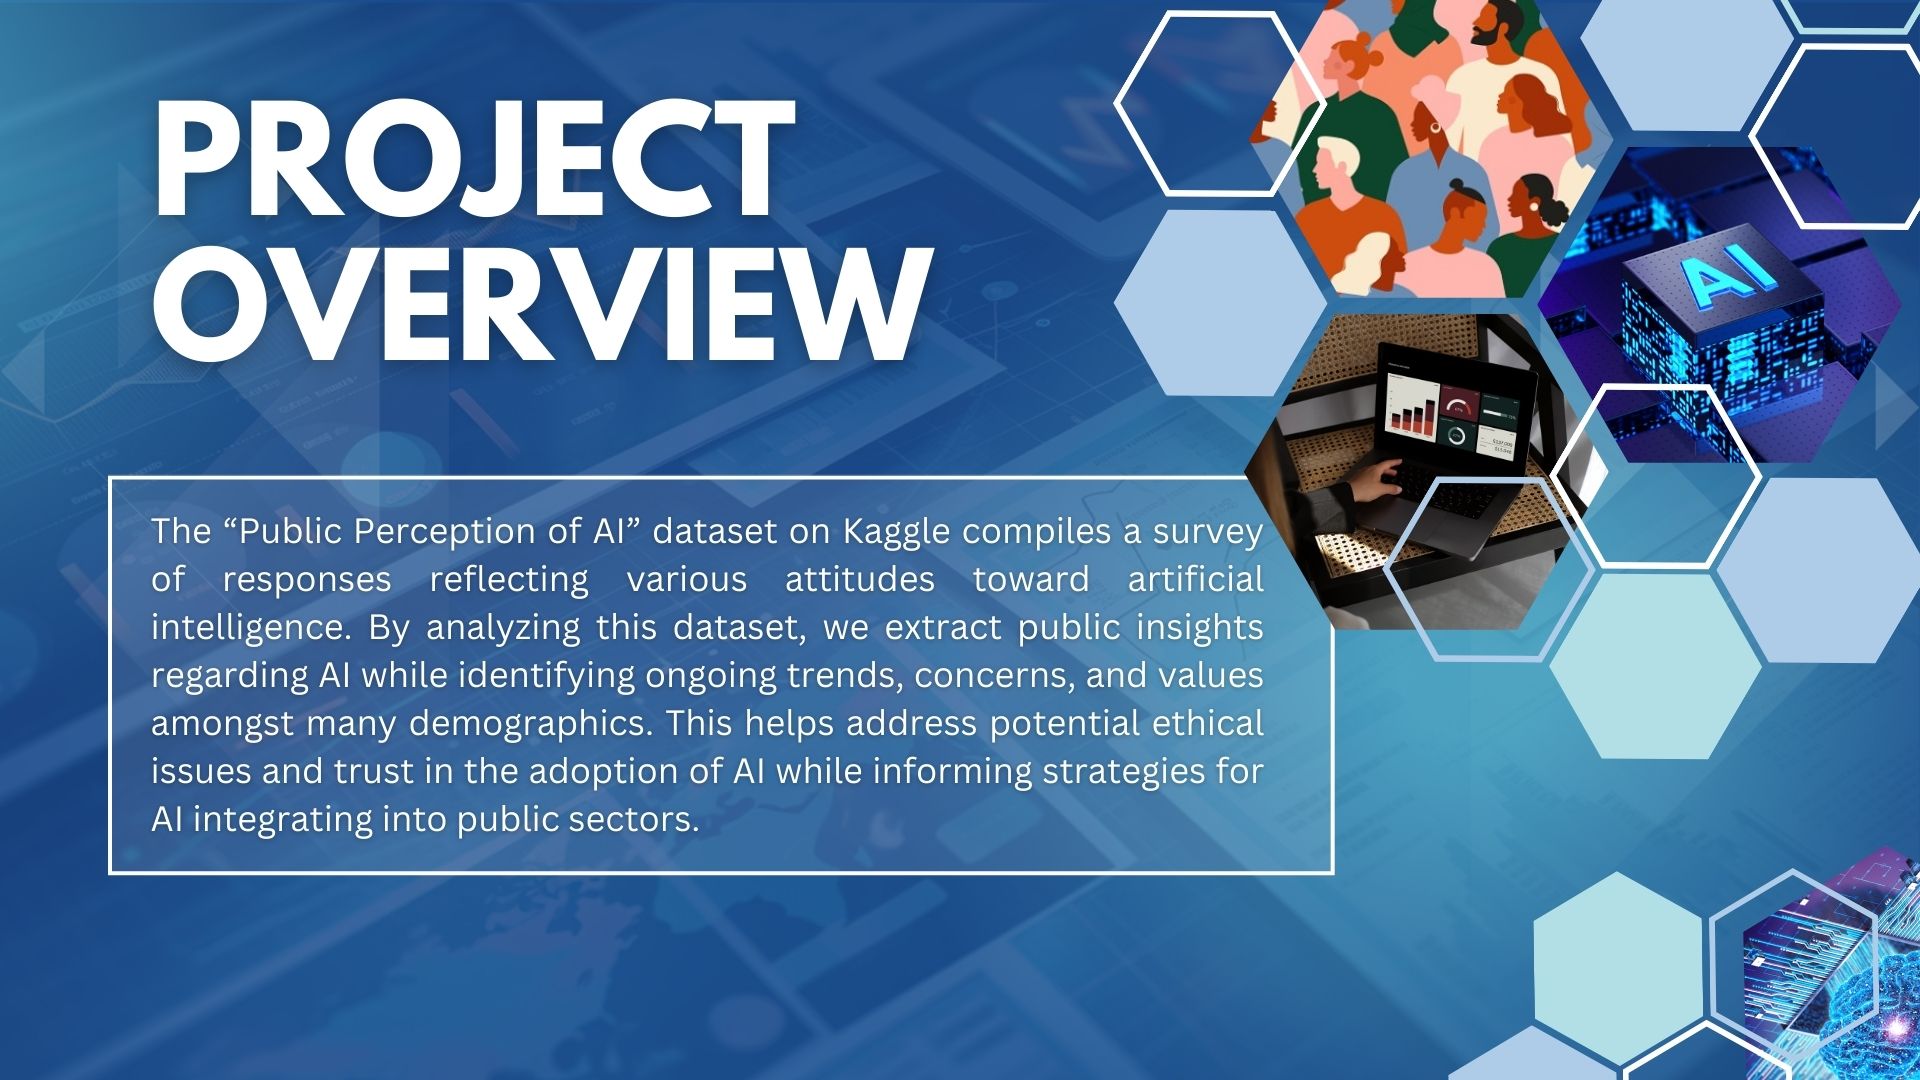 PROJECT
OVERVIEW
The “Public Perception of AI” dataset on Kaggle compiles a survey
of responses reflecting various attitudes toward artificial
intelligence. By analyzing this dataset, we extract public insights
regarding AI while identifying ongoing trends, concerns, and values
amongst many demographics. This helps address potential ethical
issues and trust in the adoption of AI while informing strategies for
AI integrating into public sectors.
AI